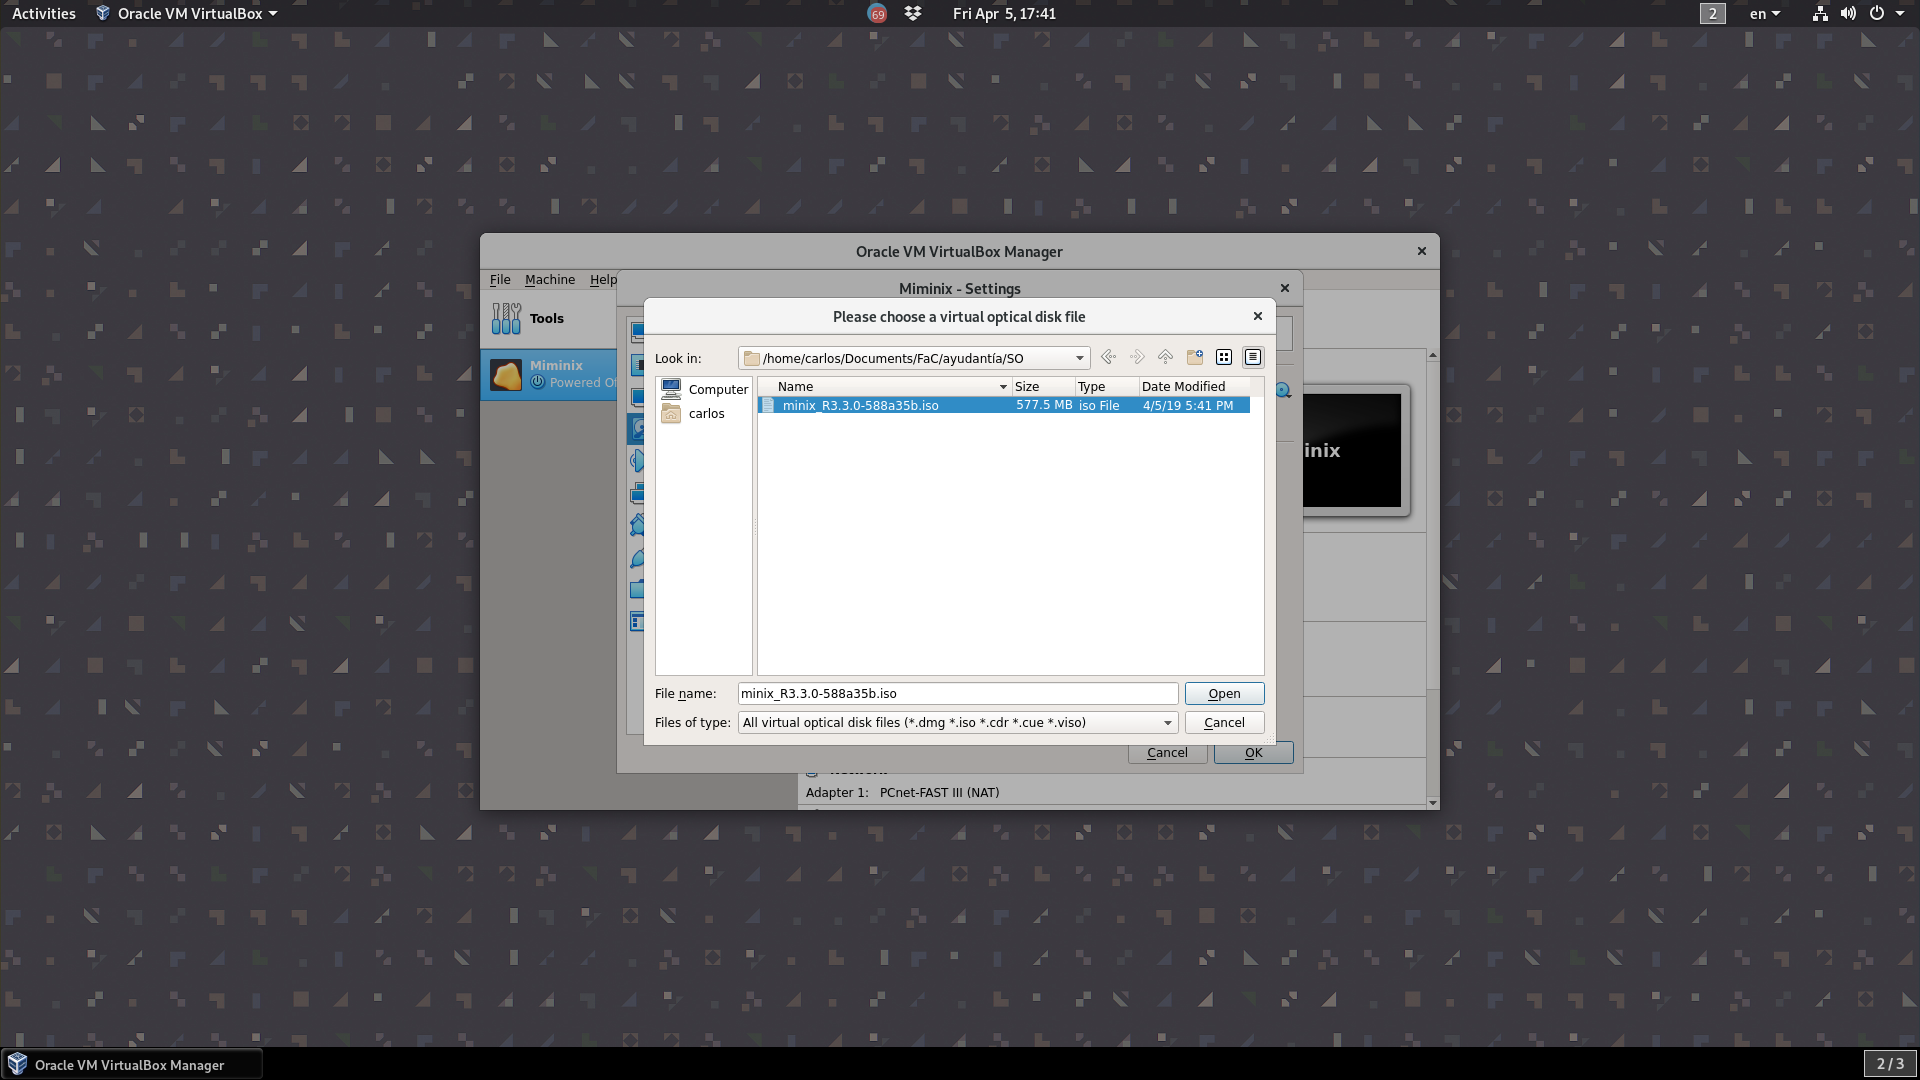 Activities
Oracle VM VirtualBox
69
Fri Apr 5, 17:41
2
en
Oracle VM VirtualBox Manager
File Machine Help
Miminix - Settings
Tools
Please choose a virtual optical disk file
Look in:
/home/carlos/Documents/FaC/ayudantía/SO
Miminix
Powered Of
Computer
carlos
Name Size Type Date Modified
minix_R3.3.0-588a35b.iso 577.5 MB iso File 4/5/19 5:41 PM
inix
File name: minix_R3.3.0-588a35b.iso Open
Files of type: All virtual optical disk files (*.dmg *.iso *.cdr *.cue *.viso) Cancel
Cancel OK
Adapter 1: PCnet-FAST III (NAT)
Oracle VM VirtualBox Manager
2 / 3